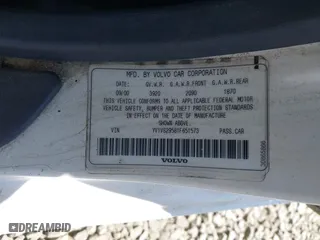 MFD. BY VOLVO CAR CORPORATION
DATE: G.V.W.R. G.A.W.R.FRONT G.A.W.R.REAR
09/00 3920 2090 1870
THIS VEHICLE CONFORMS TO ALL APPLICABLE FEDERAL MOTOR
VEHICLE SAFETY, BUMPER AND THEFT PREVENTION STANDARDS
IN EFFECT ON THE DATE OF MANUFACTURE
SHOWN ABOVE.
VIN PASS.CAR
VOLVO